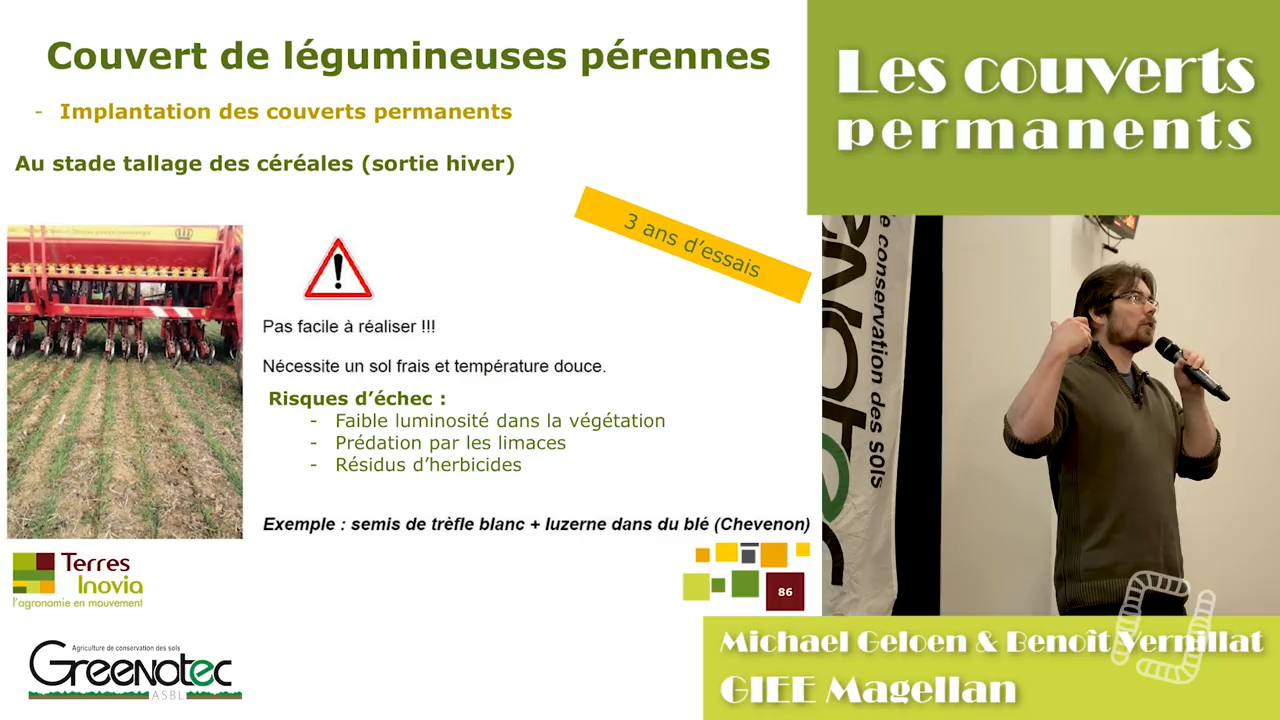 Couvert de légumineuses pérennes
- Implantation des couverts permanents
Au stade tallage des céréales (sortie hiver)
3 ans d'essais
Pas facile à réaliser !!!
Nécessite un sol frais et température douce.
Risques d'échec :
- Faible luminosité dans la végétation
- Prédation par les limaces
- Résidus d'herbicides
Exemple : semis de trèfle blanc + luzerne dans du blé (Chevenon)
Terres
Inovia
l'agronomie en mouvement
86
Agriculture de conservation des sols
Greenotec
ASBL
Les couverts
permanents
e conservation des sols
Michael Geloen & Benoît Vernillat
GIEE Magellan